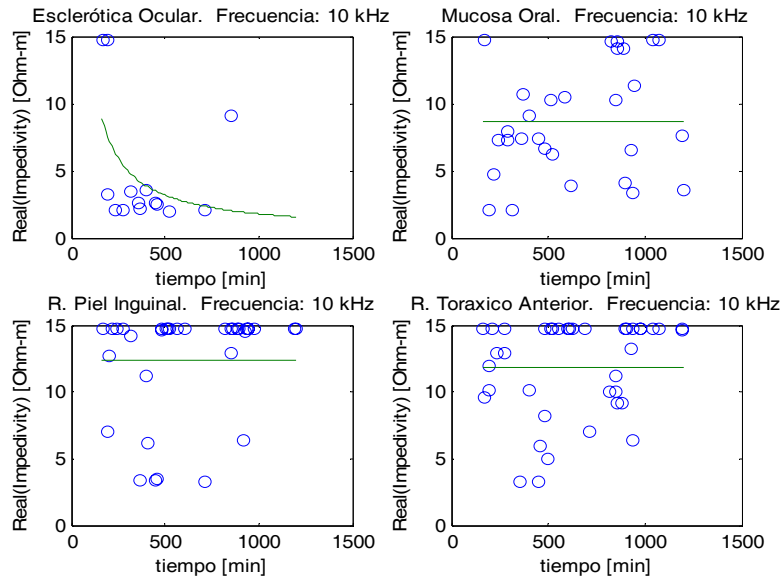 Esclerótica Ocular. Frecuencia: 10 kHz
Real(Impedivity) [Ohm-m]
15
10
5
0
0 500 1000 1500
tiempo [min]
Mucosa Oral. Frecuencia: 10 kHz
Real(Impedivity) [Ohm-m]
15
10
5
0
0 500 1000 1500
tiempo [min]
R. Piel Inguinal. Frecuencia: 10 kHz
Real(Impedivity) [Ohm-m]
15
10
5
0
0 500 1000 1500
tiempo [min]
R. Toraxico Anterior. Frecuencia: 10 kHz
Real(Impedivity) [Ohm-m]
15
10
5
0
0 500 1000 1500
tiempo [min]